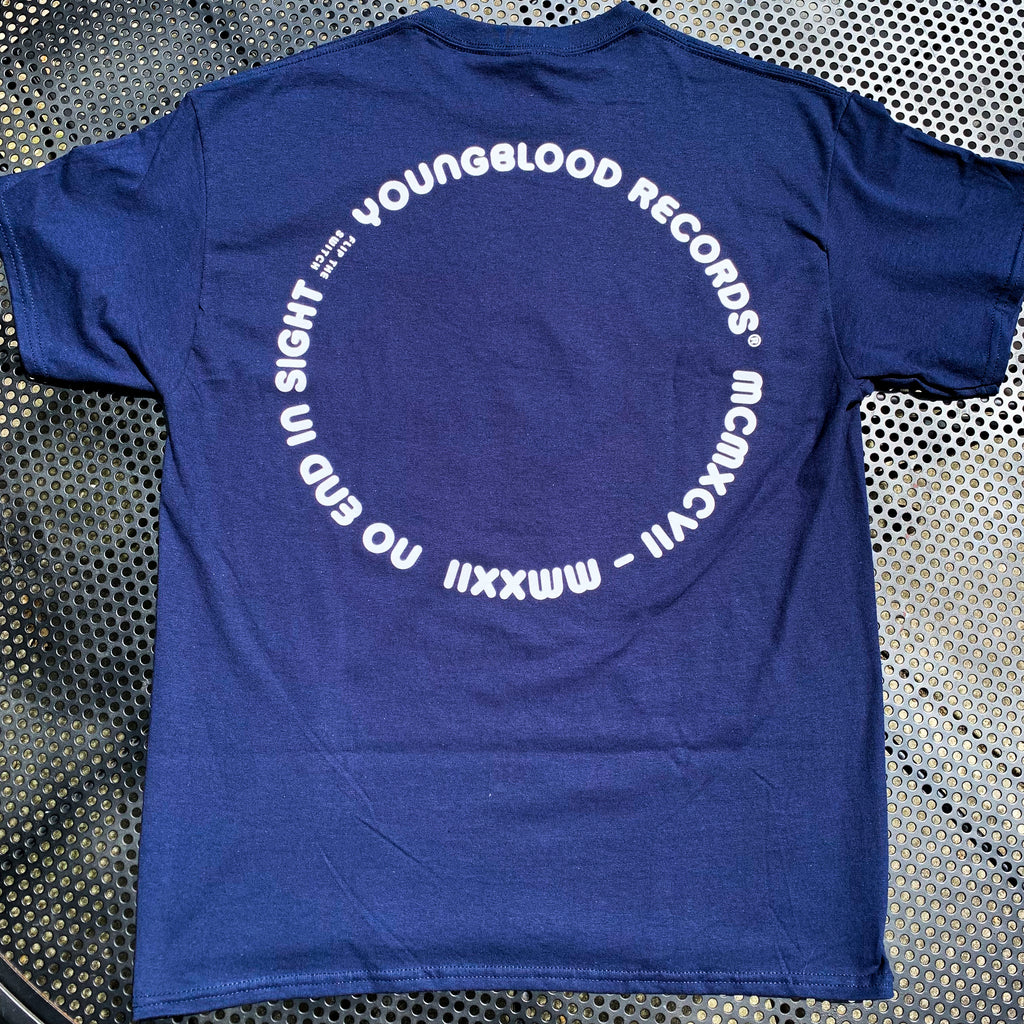 YOUNGBLOOD RECORDS®
MCMXCVII – MMXXII
NO END IN SIGHT
FLIP THE
SWITCH